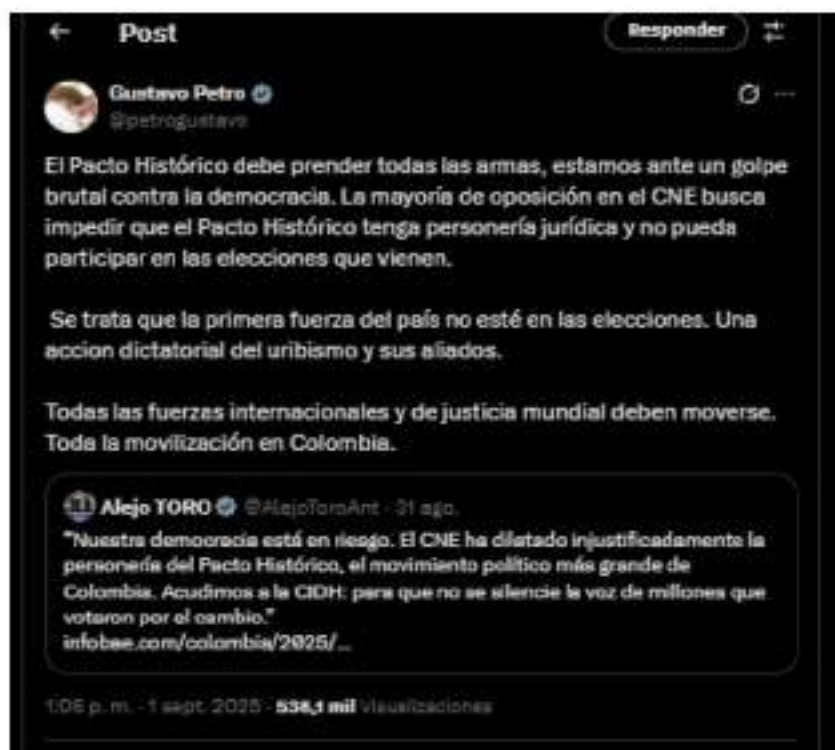 Post
Responder
Gustavo Petro
@petrogustavo
El Pacto Histórico debe prender todas las armas, estamos ante un golpe
brutal contra la democracia. La mayoría de oposición en el CNE busca
impedir que el Pacto Histórico tenga personería jurídica y no pueda
participar en las elecciones que vienen.
Se trata que la primera fuerza del país no esté en las elecciones. Una
accion dictatorial del uribismo y sus aliados.
Todas las fuerzas internacionales y de justicia mundial deben moverse.
Toda la movilización en Colombia.
Alejo TORO @AlejoToroAnt · 31 ago.
"Nuestra democracia está en riesgo. El CNE ha dilatado injustificadamente la
personería del Pacto Histórico, el movimiento político más grande de
Colombia. Acudimos a la CIDH: para que no se silencie la voz de millones que
votaron por el cambio."
infobae.com/colombia/2025/...
1:06 p. m. · 1 sept. 2025 · 538,1 mil Visualizaciones